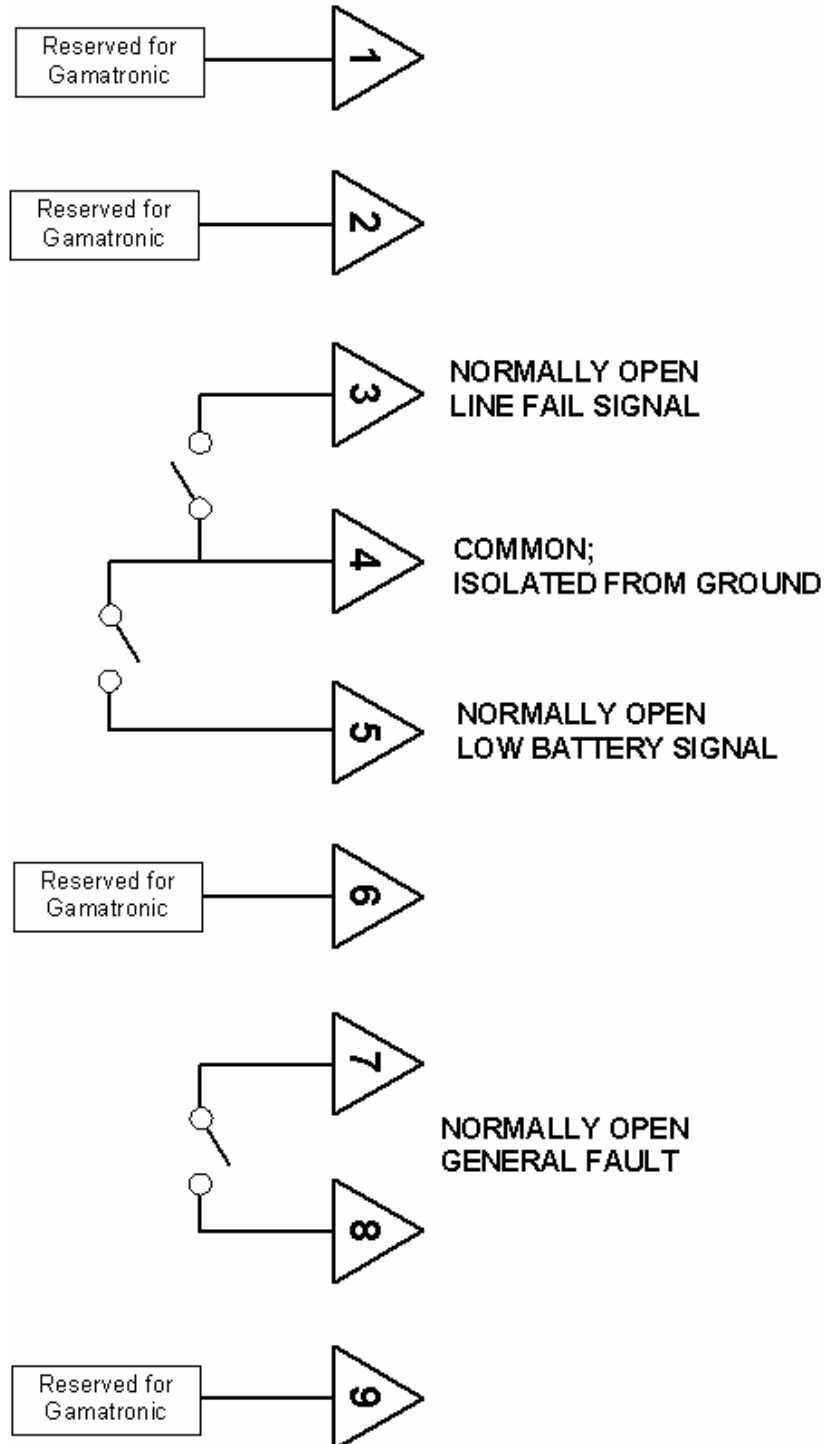 Reserved for
Gamatronic
1
Reserved for
Gamatronic
2
3
NORMALLY OPEN
LINE FAIL SIGNAL
4
COMMON;
ISOLATED FROM GROUND
5
NORMALLY OPEN
LOW BATTERY SIGNAL
Reserved for
Gamatronic
6
7
NORMALLY OPEN
GENERAL FAULT
8
Reserved for
Gamatronic
9